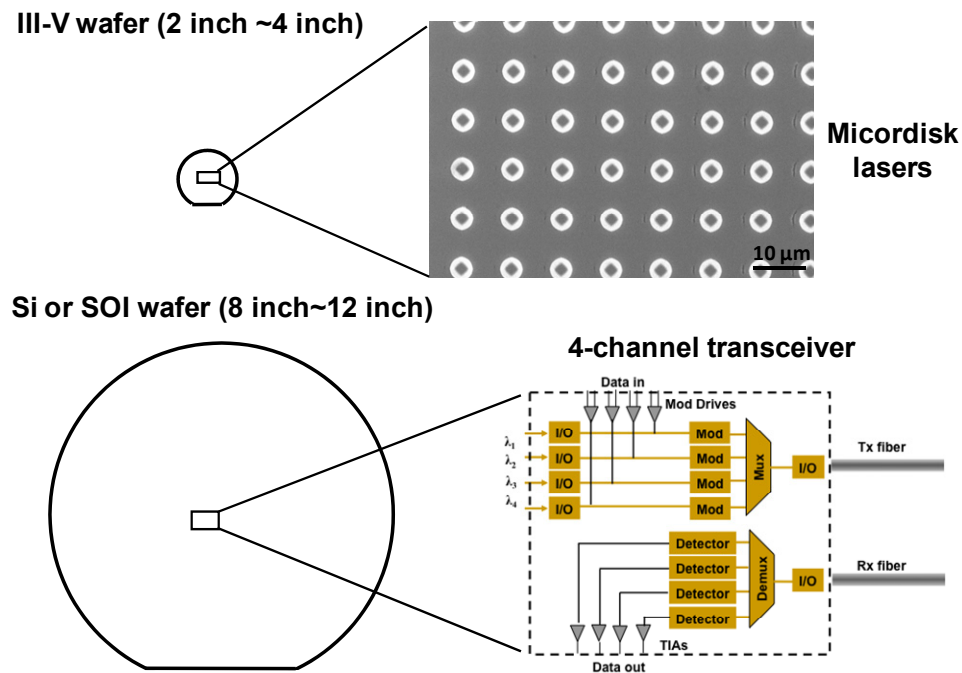 III-V wafer (2 inch ~4 inch)
Micordisk
lasers
10 µm
Si or SOI wafer (8 inch~12 inch)
4-channel transceiver
Data in
Mod Drives
λ1
I/O
Mod
λ2
I/O
Mod
λ3
I/O
Mod
λ4
I/O
Mod
Mux
I/O
Tx fiber
Detector
Detector
Detector
Detector
Demux
I/O
Rx fiber
TIAs
Data out